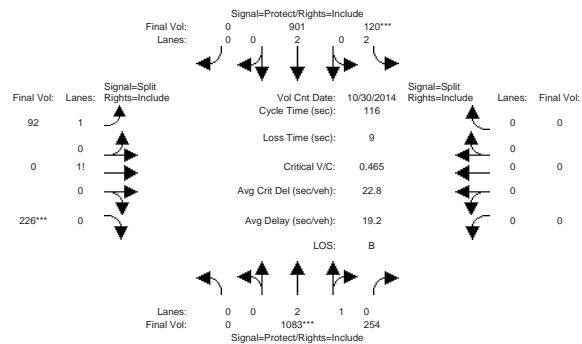 Signal=Protect/Rights=Include
Final Vol: 0 901 120***
Lanes: 0 0 2 0 2
Signal=Split
Final Vol: Lanes: Rights=Include
Vol Cnt Date: 10/30/2014
Signal=Split
Rights=Include Lanes: Final Vol:
Cycle Time (sec): 116
92 1
0 0
Loss Time (sec): 9
0
0
0 1!
Critical V/C: 0.465
0 0
0
Avg Crit Del (sec/veh): 22.8
0
226*** 0
Avg Delay (sec/veh): 19.2
0 0
LOS: B
Lanes: 0 0 2 1 0
Final Vol: 0 1083*** 254
Signal=Protect/Rights=Include